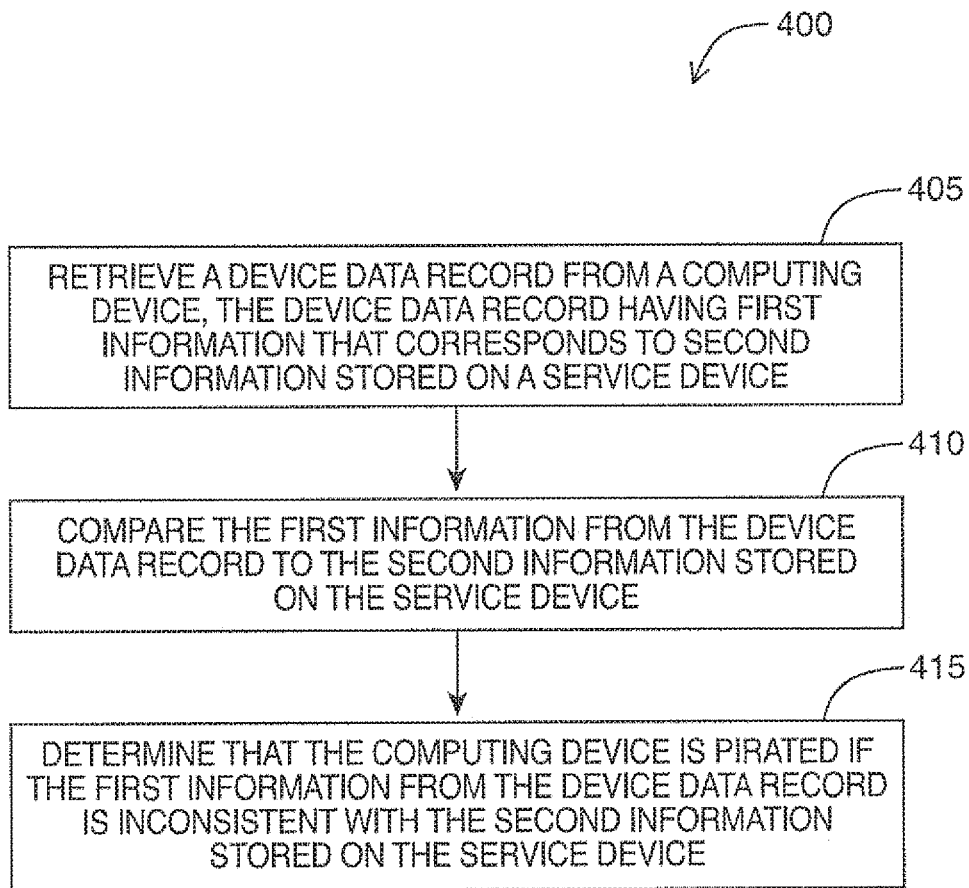 400
405
RETRIEVE A DEVICE DATA RECORD FROM A COMPUTING
DEVICE, THE DEVICE DATA RECORD HAVING FIRST
INFORMATION THAT CORRESPONDS TO SECOND
INFORMATION STORED ON A SERVICE DEVICE
410
COMPARE THE FIRST INFORMATION FROM THE DEVICE
DATA RECORD TO THE SECOND INFORMATION STORED
ON THE SERVICE DEVICE
415
DETERMINE THAT THE COMPUTING DEVICE IS PIRATED IF
THE FIRST INFORMATION FROM THE DEVICE DATA RECORD
IS INCONSISTENT WITH THE SECOND INFORMATION
STORED ON THE SERVICE DEVICE